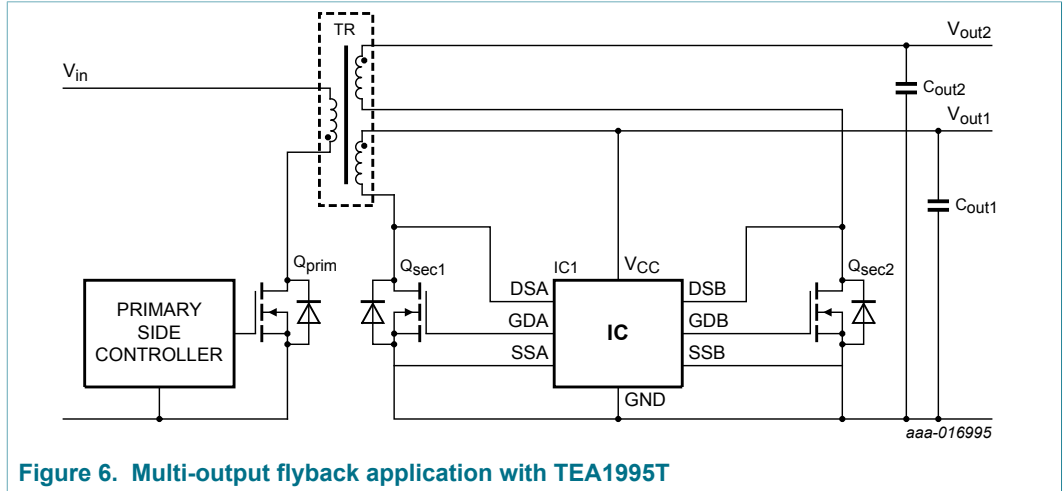 TR
Vout2
Vin
Cout2
Vout1
Cout1
Qprim
Qsec1
IC1
VCC
Qsec2
DSA
DSB
PRIMARY
SIDE
CONTROLLER
GDA
IC
GDB
SSA
SSB
GND
aaa-016995
Figure 6. Multi-output flyback application with TEA1995T